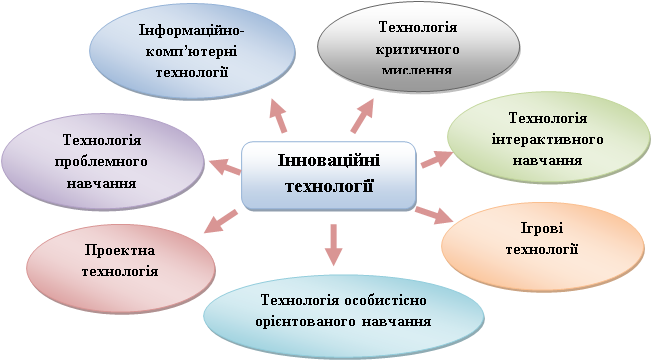 Інформаційно-
комп’ютерні
технології
Технологія
критичного
мислення
Технологія
проблемного
навчання
Інноваційні
технології
Технологія
інтерактивного
навчання
Проектна
технологія
Ігрові
технології
Технологія особистісно
орієнтованого навчання